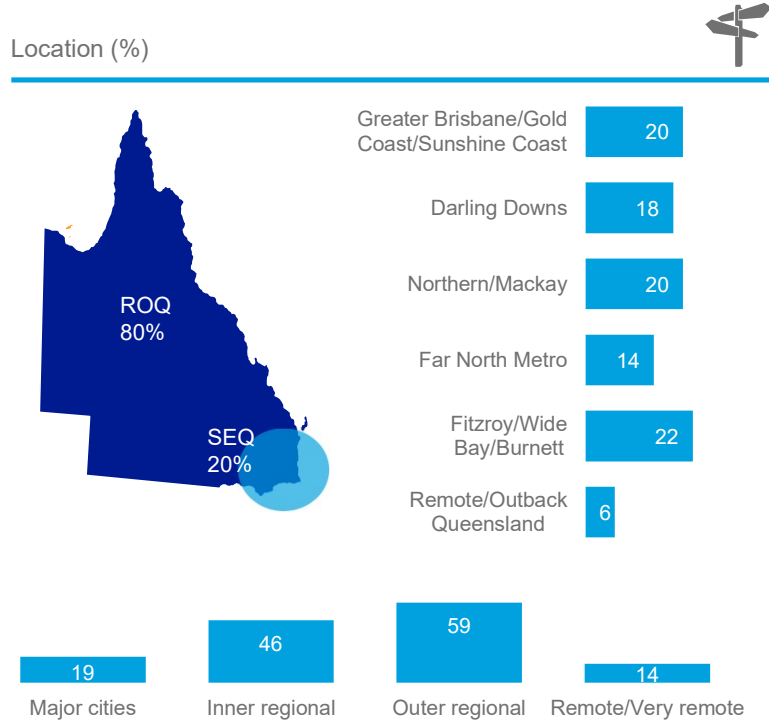 Location (%)
ROQ
80%
SEQ
20%
Greater Brisbane/Gold
Coast/Sunshine Coast
20
Darling Downs
18
Northern/Mackay
20
Far North Metro
14
Fitzroy/Wide
Bay/Burnett
22
Remote/Outback
Queensland
6
19
46
59
14
Major cities
Inner regional
Outer regional
Remote/Very remote